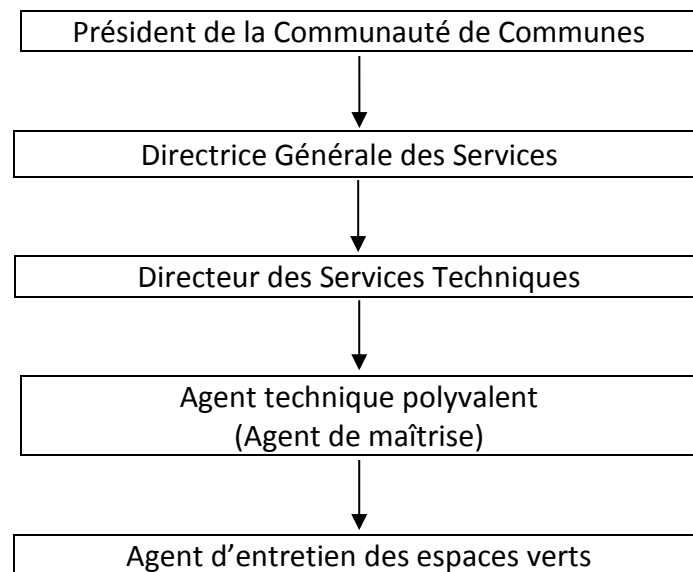 Président de la Communauté de Communes
Directrice Générale des Services
Directeur des Services Techniques
Agent technique polyvalent
(Agent de maîtrise)
Agent d’entretien des espaces verts